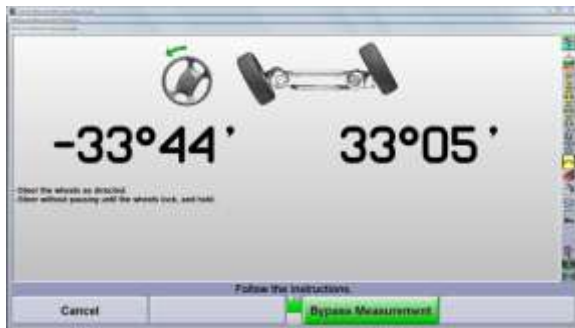 -33°44' 33°05'
- Steer the wheels as directed.
- Steer without pausing until the wheels lock, and hold.
Follow the instructions.
Cancel
Bypass Measurement